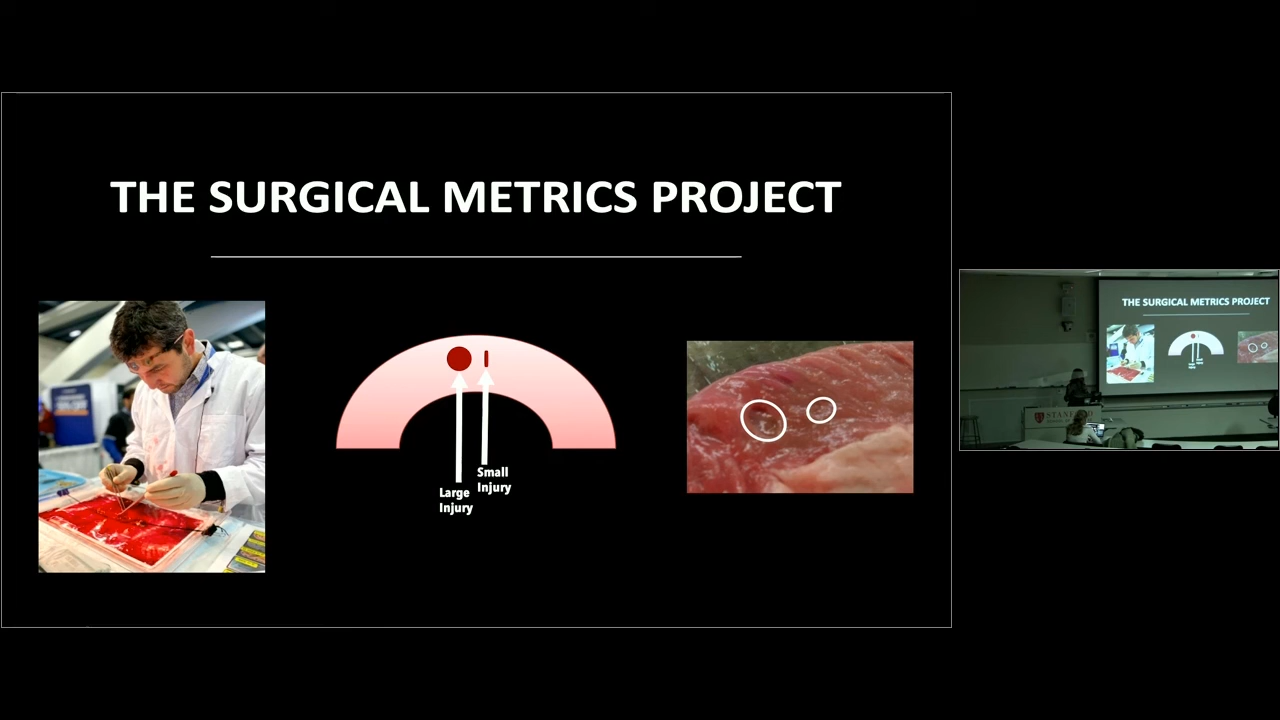 THE SURGICAL METRICS PROJECT
Small
Injury
Large
Injury
THE SURGICAL METRICS PROJECT
STANFORD